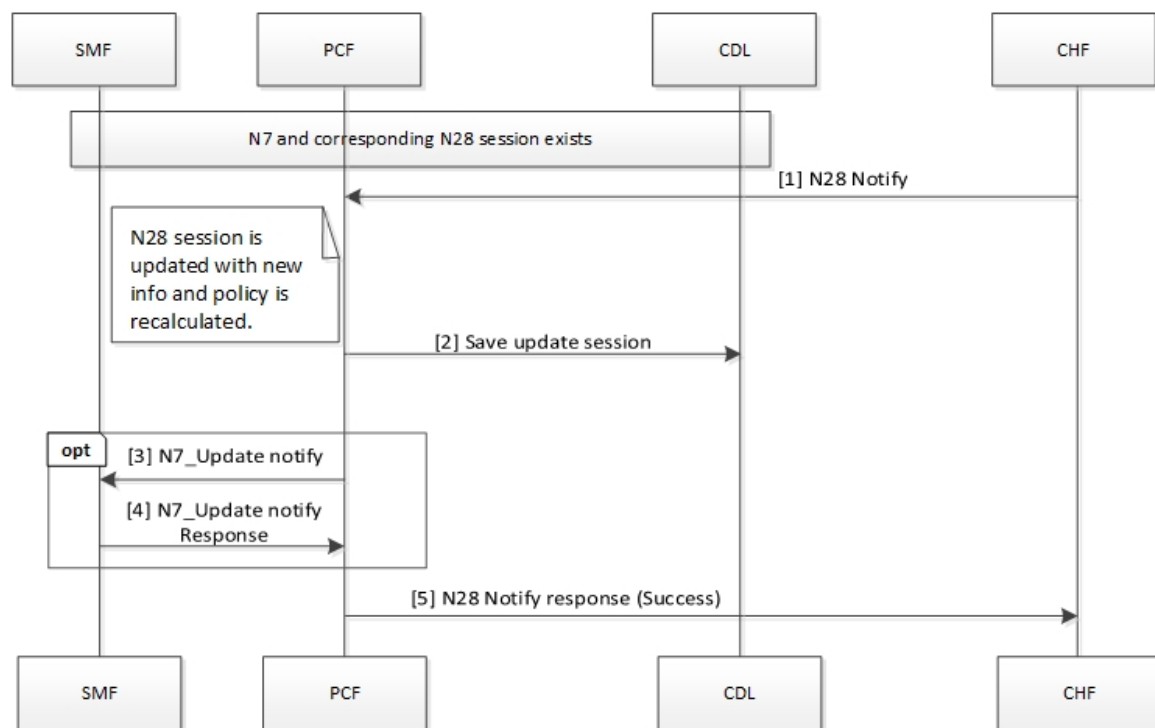 SMF
PCF
CDL
CHF
N7 and corresponding N28 session exists
[1] N28 Notify
N28 session is
updated with new
info and policy is
recalculated.
[2] Save update session
opt
[3] N7_Update notify
[4] N7_Update notify
Response
[5] N28 Notify response (Success)
SMF
PCF
CDL
CHF